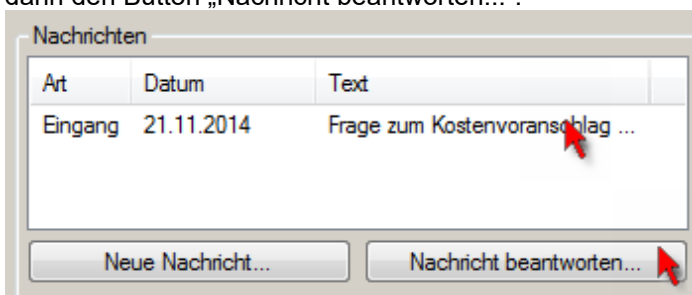 dann den Button „Nachricht beantworten...“.
Nachrichten
Art Datum Text
Eingang 21.11.2014 Frage zum Kostenvoranschlag ...
Neue Nachricht... Nachricht beantworten...